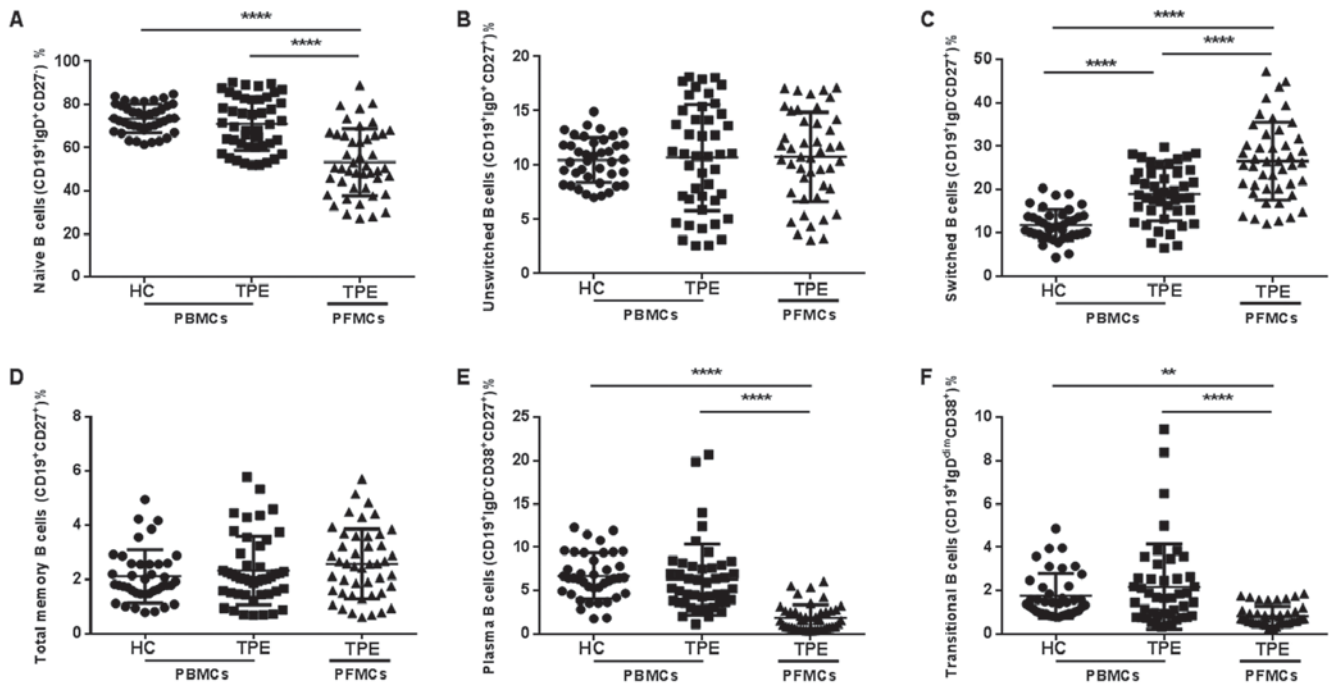 A
Naive B cells (CD19+IgD+CD27-) %
****
****
100
80
60
40
20
0
HC
TPE
TPE
PBMCs
PFMCs
B
Unswitched B cells (CD19+IgD+CD27+) %
20
15
10
5
0
HC
TPE
TPE
PBMCs
PFMCs
C
Switched B cells (CD19+IgD-CD27+)%
****
****
****
50
40
30
20
10
0
HC
TPE
TPE
PBMCs
PFMCs
D
Total memory B cells (CD19+CD27+)%
8
6
4
2
0
HC
TPE
TPE
PBMCs
PFMCs
E
Plasma B cells (CD19+IgD-CD38+CD27+)%
****
****
25
20
15
10
5
0
HC
TPE
TPE
PBMCs
PFMCs
F
Transitional B cells (CD19+IgDdimCD38+)%
**
****
10
8
6
4
2
0
HC
TPE
TPE
PBMCs
PFMCs